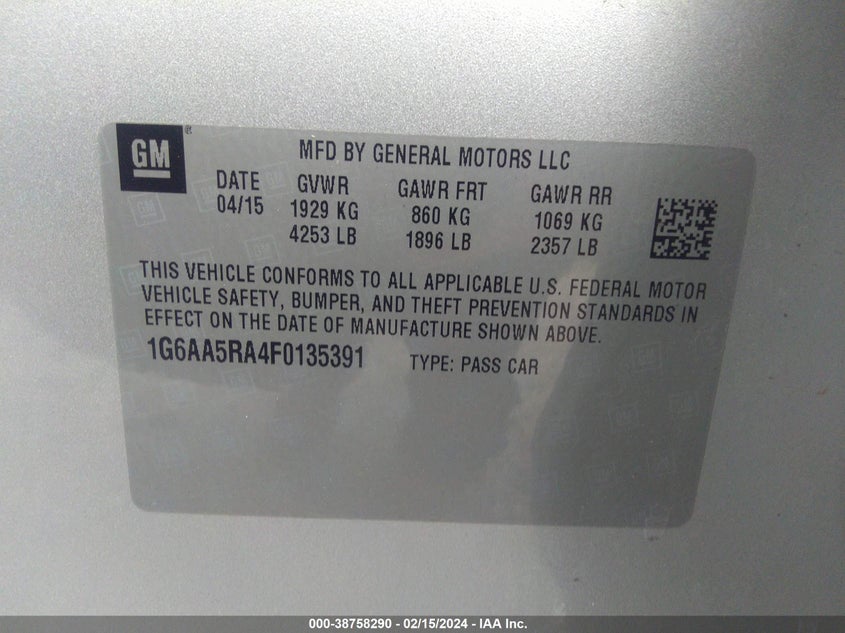 GM ®
MFD BY GENERAL MOTORS LLC
DATE GVWR GAWR FRT GAWR RR
04/15 1929 KG 860 KG 1069 KG
4253 LB 1896 LB 2357 LB
THIS VEHICLE CONFORMS TO ALL APPLICABLE U.S. FEDERAL MOTOR
VEHICLE SAFETY, BUMPER, AND THEFT PREVENTION STANDARDS IN
EFFECT ON THE DATE OF MANUFACTURE SHOWN ABOVE.
1G6AA5RA4F0135391 TYPE: PASS CAR
000-38758290 - 02/15/2024 - IAA Inc.